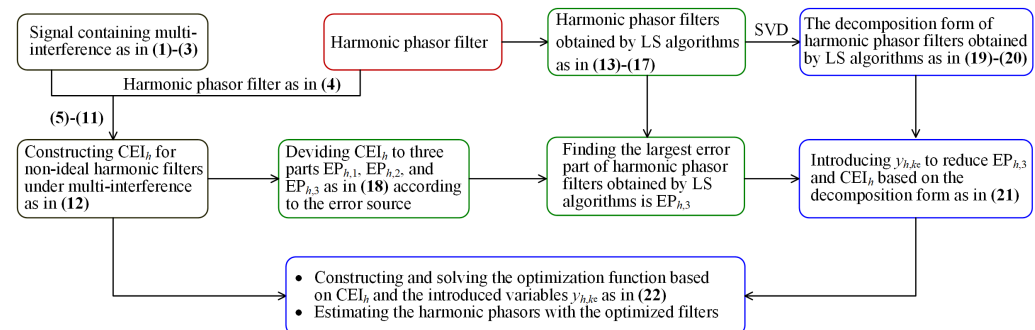 Signal containing multi-
interference as in (1)-(3)
Harmonic phasor filter
Harmonic phasor filters
obtained by LS algorithms
as in (13)-(17)
SVD
The decomposition form of
harmonic phasor filters obtained
by LS algorithms as in (19)-(20)
Harmonic phasor filter as in (4)
(5)-(11)
Constructing CEIh for
non-ideal harmonic filters
under multi-interference
as in (12)
Deviding CEIh to three
parts EPh,1, EPh,2, and
EPh,3 as in (18) according
to the error source
Finding the largest error
part of harmonic phasor
filters obtained by LS
algorithms is EPh,3
Introducing yh,ke to reduce EPh,3
and CEIh based on the
decomposition form as in (21)
• Constructing and solving the optimization function based
on CEIh and the introduced variables yh,ke as in (22)
• Estimating the harmonic phasors with the optimized filters